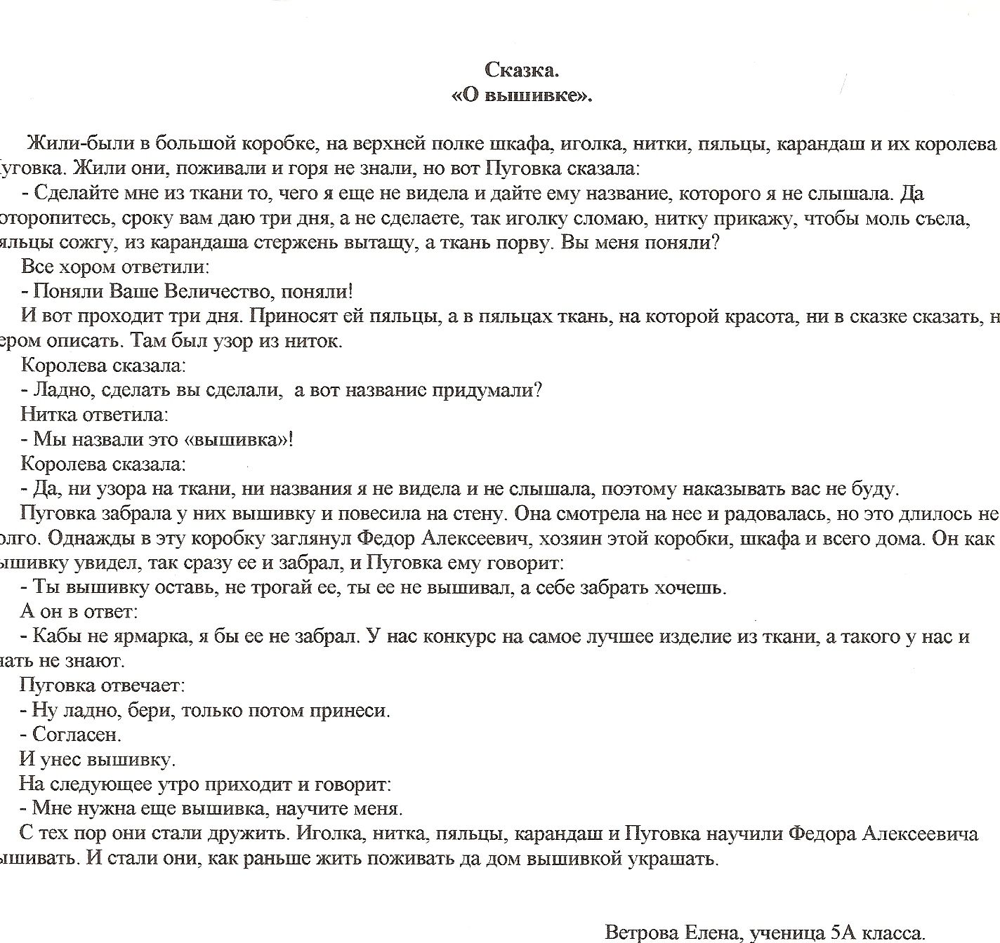 Сказка.
«О вышивке».
Жили-были в большой коробке, на верхней полке шкафа, иголка, нитки, пяльцы, карандаш и их королева
уговка. Жили они, поживали и горя не знали, но вот Пуговка сказала:
- Сделайте мне из ткани то, чего я еще не видела и дайте ему название, которого я не слышала. Да
оторопитесь, сроку вам даю три дня, а не сделаете, так иголку сломаю, нитку прикажу, чтобы моль съела,
яльцы сожгу, из карандаша стержень вытащу, а ткань порву. Вы меня поняли?
Все хором ответили:
- Поняли Ваше Величество, поняли!
И вот проходит три дня. Приносят ей пяльцы, а в пяльцах ткань, на которой красота, ни в сказке сказать, н
ером описать. Там был узор из ниток.
Королева сказала:
- Ладно, сделать вы сделали, а вот название придумали?
Нитка ответила:
- Мы назвали это «вышивка»!
Королева сказала:
- Да, ни узора на ткани, ни названия я не видела и не слышала, поэтому наказывать вас не буду.
Пуговка забрала у них вышивку и повесила на стену. Она смотрела на нее и радовалась, но это длилось не
олго. Однажды в эту коробку заглянул Федор Алексеевич, хозяин этой коробки, шкафа и всего дома. Он как
ышивку увидел, так сразу ее и забрал, и Пуговка ему говорит:
- Ты вышивку оставь, не трогай ее, ты ее не вышивал, а себе забрать хочешь.
А он в ответ:
- Кабы не ярмарка, я бы ее не забрал. У нас конкурс на самое лучшее изделие из ткани, а такого у нас и
нать не знают.
Пуговка отвечает:
- Ну ладно, бери, только потом принеси.
- Согласен.
И унес вышивку.
На следующее утро приходит и говорит:
- Мне нужна еще вышивка, научите меня.
С тех пор они стали дружить. Иголка, нитка, пяльцы, карандаш и Пуговка научили Федора Алексеевича
ышивать. И стали они, как раньше жить поживать да дом вышивкой украшать.
Ветрова Елена, ученица 5А класса.